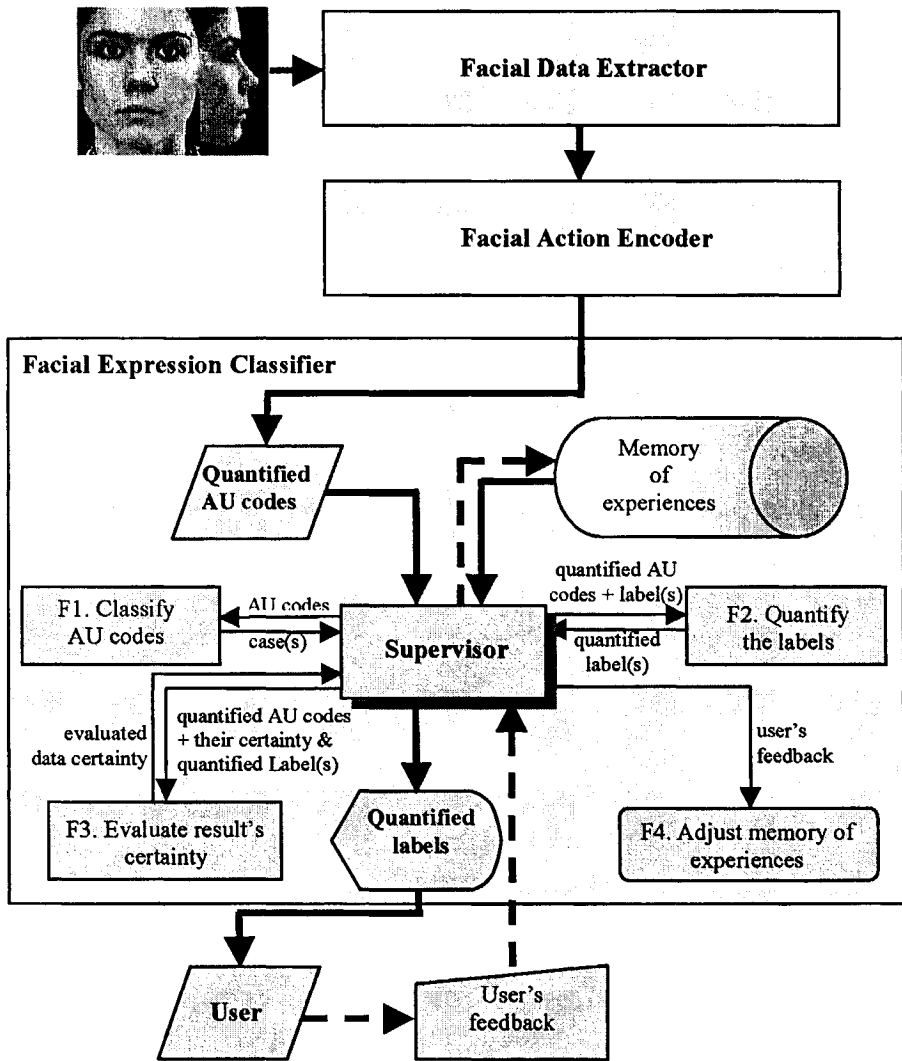 Facial Data Extractor
Facial Action Encoder
Facial Expression Classifier
Quantified
AU codes
Memory
of
experiences
F1. Classify
AU codes
AU codes
case(s)
Supervisor
quantified AU
codes + label(s)
quantified
label(s)
F2. Quantify
the labels
evaluated
data certainty
quantified AU codes
+ their certainty &
quantified Label(s)
user's
feedback
F3. Evaluate result's
certainty
Quantified
labels
F4. Adjust memory of
experiences
User
User's
feedback